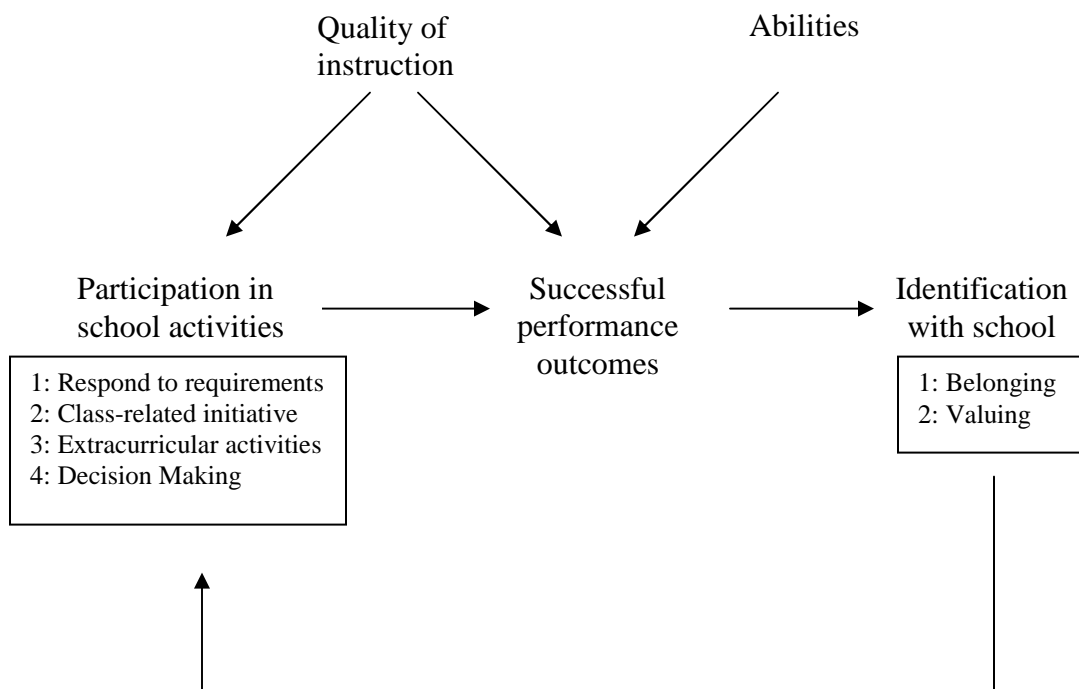 Quality of
instruction
Abilities
Participation in
school activities
1: Respond to requirements
2: Class-related initiative
3: Extracurricular activities
4: Decision Making
Successful
performance
outcomes
Identification
with school
1: Belonging
2: Valuing